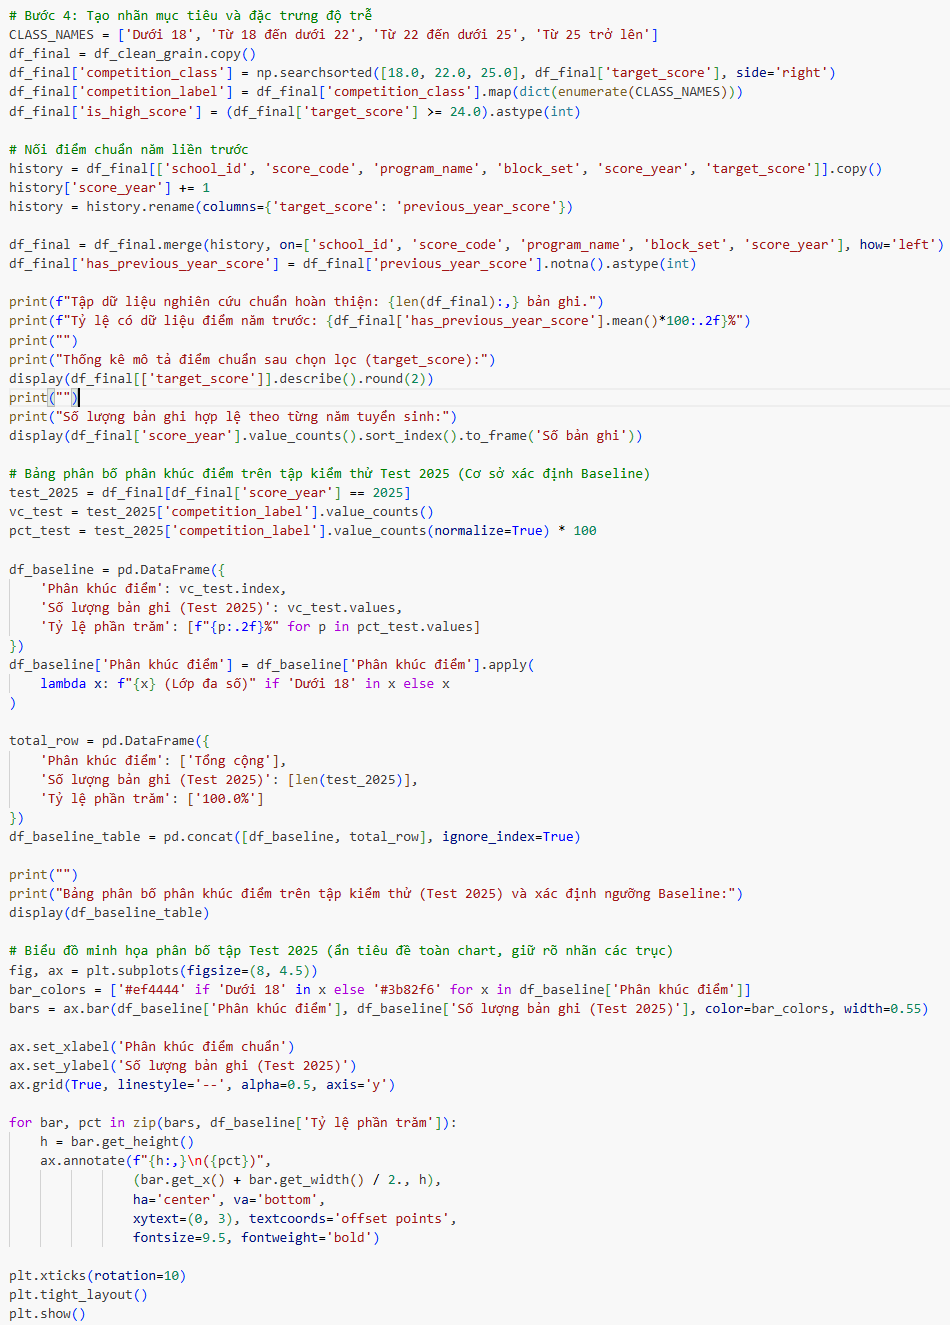 # Bước 4: Tạo nhãn mục tiêu và đặc trưng độ trễ
CLASS_NAMES = ['Dưới 18', 'Từ 18 đến dưới 22', 'Từ 22 đến dưới 25', 'Từ 25 trở lên']
df_final = df_clean_grain.copy()
df_final['competition_class'] = np.searchsorted([18.0, 22.0, 25.0], df_final['target_score'], side='right')
df_final['competition_label'] = df_final['competition_class'].map(dict(enumerate(CLASS_NAMES)))
df_final['is_high_score'] = (df_final['target_score'] >= 24.0).astype(int)

# Nối điểm chuẩn năm liền trước
history = df_final[['school_id', 'score_code', 'program_name', 'block_set', 'score_year', 'target_score']].copy()
history['score_year'] += 1
history = history.rename(columns={'target_score': 'previous_year_score'})

df_final = df_final.merge(history, on=['school_id', 'score_code', 'program_name', 'block_set', 'score_year'], how='left')
df_final['has_previous_year_score'] = df_final['previous_year_score'].notna().astype(int)

print(f"Tập dữ liệu nghiên cứu chuẩn hoàn thiện: {len(df_final):,} bản ghi.")
print(f"Tỷ lệ có dữ liệu điểm năm trước: {df_final['has_previous_year_score'].mean()*100:.2f}%")
print("")
print("Thống kê mô tả điểm chuẩn sau chọn lọc (target_score):")
display(df_final[['target_score']].describe().round(2))
print("")
print("Số lượng bản ghi hợp lệ theo từng năm tuyển sinh:")
display(df_final['score_year'].value_counts().sort_index().to_frame('Số bản ghi'))

# Bảng phân bố phân khúc điểm trên tập kiểm thử Test 2025 (Cơ sở xác định Baseline)
test_2025 = df_final[df_final['score_year'] == 2025]
vc_test = test_2025['competition_label'].value_counts()
pct_test = test_2025['competition_label'].value_counts(normalize=True) * 100

df_baseline = pd.DataFrame({
    'Phân khúc điểm': vc_test.index,
    'Số lượng bản ghi (Test 2025)': vc_test.values,
    'Tỷ lệ phần trăm': [f"{p:.2f}%" for p in pct_test.values]
})
df_baseline['Phân khúc điểm'] = df_baseline['Phân khúc điểm'].apply(
    lambda x: f"{x} (Lớp đa số)" if 'Dưới 18' in x else x
)

total_row = pd.DataFrame({
    'Phân khúc điểm': ['Tổng cộng'],
    'Số lượng bản ghi (Test 2025)': [len(test_2025)],
    'Tỷ lệ phần trăm': ['100.0%']
})
df_baseline_table = pd.concat([df_baseline, total_row], ignore_index=True)

print("")
print("Bảng phân bố phân khúc điểm trên tập kiểm thử (Test 2025) và xác định ngưỡng Baseline:")
display(df_baseline_table)

# Biểu đồ minh họa phân bố tập Test 2025 (ẩn tiêu đề toàn chart, giữ rõ nhãn các trục)
fig, ax = plt.subplots(figsize=(8, 4.5))
bar_colors = ['#ef4444' if 'Dưới 18' in x else '#3b82f6' for x in df_baseline['Phân khúc điểm']]
bars = ax.bar(df_baseline['Phân khúc điểm'], df_baseline['Số lượng bản ghi (Test 2025)'], color=bar_colors, width=0.55)

ax.set_xlabel('Phân khúc điểm chuẩn')
ax.set_ylabel('Số lượng bản ghi (Test 2025)')
ax.grid(True, linestyle='--', alpha=0.5, axis='y')

for bar, pct in zip(bars, df_baseline['Tỷ lệ phần trăm']):
    h = bar.get_height()
    ax.annotate(f"{h:,}\n({pct})",
                (bar.get_x() + bar.get_width() / 2., h),
                ha='center', va='bottom',
                xytext=(0, 3), textcoords='offset points',
                fontsize=9.5, fontweight='bold')

plt.xticks(rotation=10)
plt.tight_layout()
plt.show()